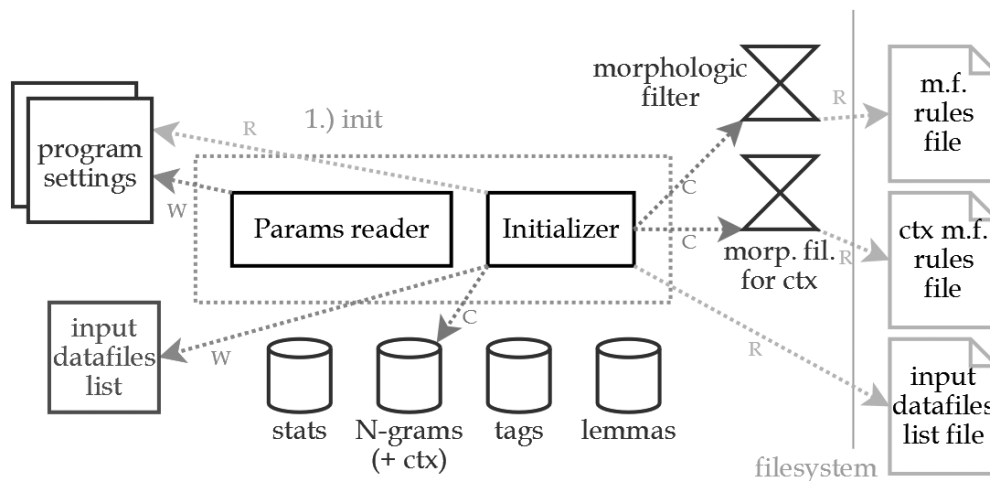 1.) init
R
program
settings
W
Params reader
Initializer
morphologic
filter
C
C
R
morp. fil.
for ctx
R
m.f.
rules
file
ctx m.f.
rules
file
input
datafiles
list
W
C
R
stats
N-grams
(+ ctx)
tags
lemmas
input
datafiles
list file
filesystem